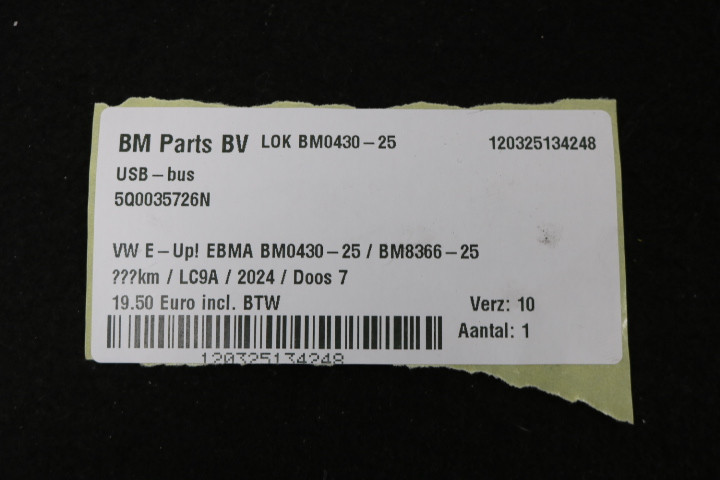 BM Parts BV LOK BM0430-25 120325134248
USB-bus
5Q0035726N
VW E-Up! EBMA BM0430-25 / BM8366-25
???km / LC9A / 2024 / Doos 7
19.50 Euro incl. BTW Verz: 10
Aantal: 1
120325134248